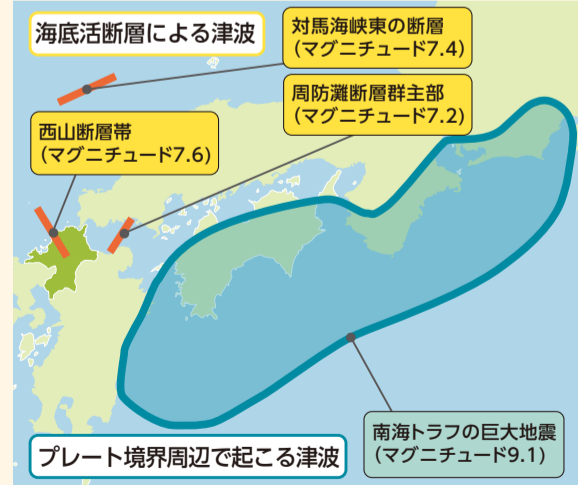 海底活断層による津波
対馬海峡東の断層
(マグニチュード7.4)
周防灘断層群主部
(マグニチュード7.2)
西山断層帯
(マグニチュード7.6)
南海トラフの巨大地震
(マグニチュード9.1)
プレート境界周辺で起こる津波